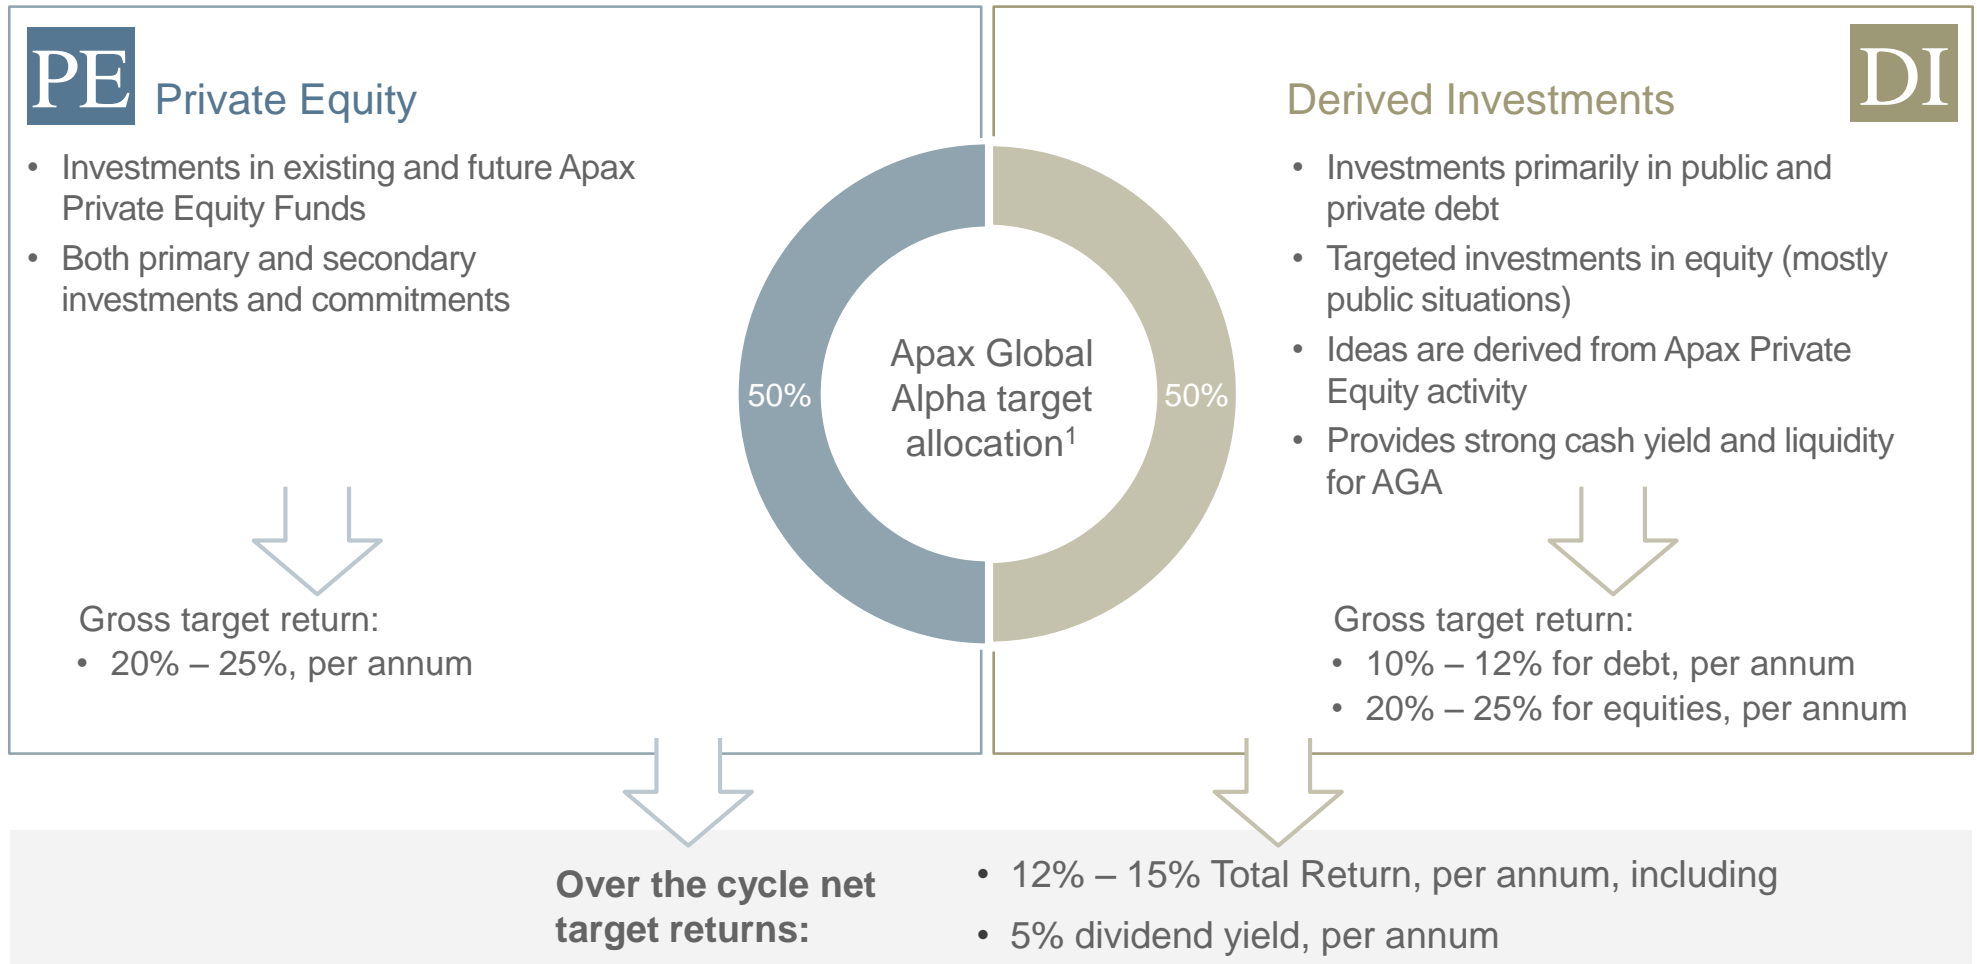 PE
Private Equity
• Investments in existing and future Apax
Private Equity Funds
• Both primary and secondary
investments and commitments
Gross target return:
• 20% – 25%, per annum
50%
Apax Global
Alpha target
allocation1
50%
DI
Derived Investments
• Investments primarily in public and
private debt
• Targeted investments in equity (mostly
public situations)
• Ideas are derived from Apax Private
Equity activity
• Provides strong cash yield and liquidity
for AGA
Gross target return:
• 10% – 12% for debt, per annum
• 20% – 25% for equities, per annum
Over the cycle net
target returns:
• 12% – 15% Total Return, per annum, including
• 5% dividend yield, per annum